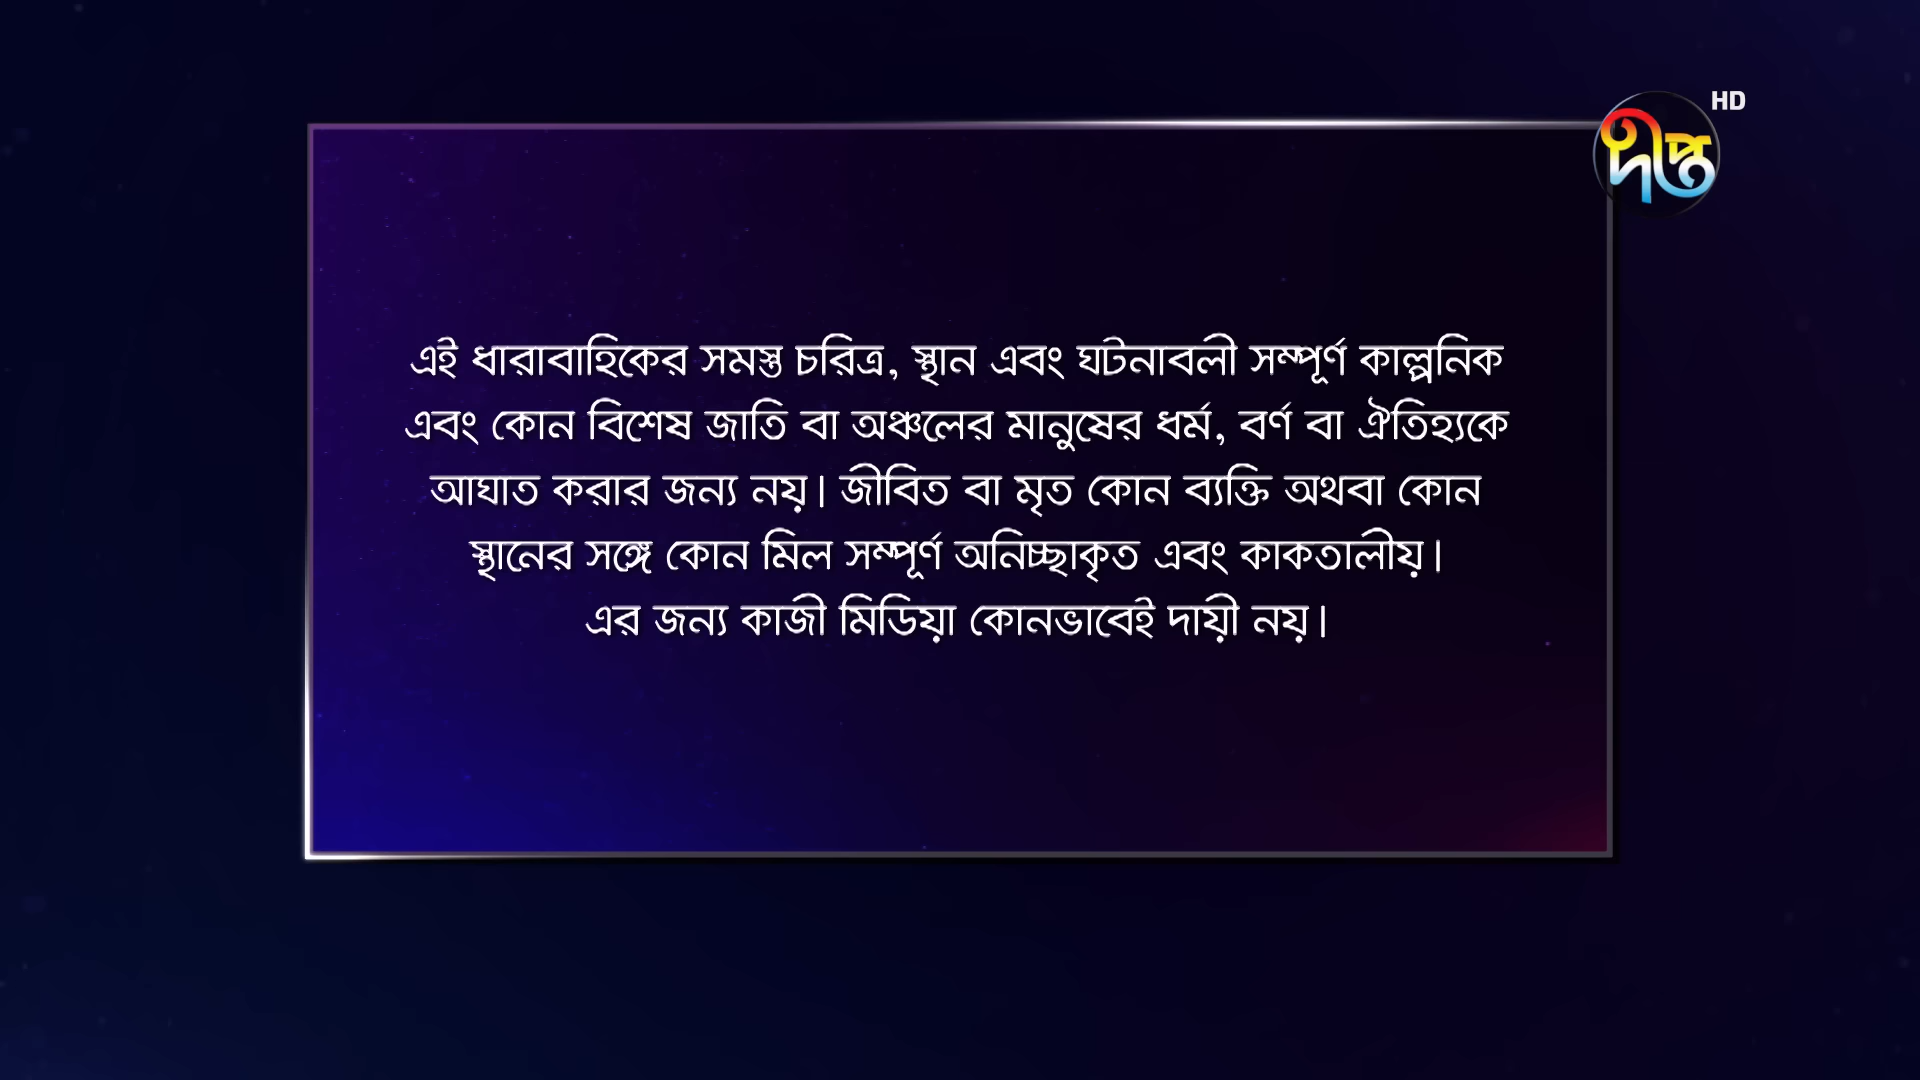 HD
দীপ্ত
এই ধারাবাহিকের সমস্ত চরিত্র, স্থান এবং ঘটনাবলী সম্পূর্ণ কাল্পনিক
এবং কোন বিশেষ জাতি বা অঞ্চলের মানুষের ধর্ম, বর্ণ বা ঐতিহ্যকে
আঘাত করার জন্য নয়। জীবিত বা মৃত কোন ব্যক্তি অথবা কোন
স্থানের সঙ্গে কোন মিল সম্পূর্ণ অনিচ্ছাকৃত এবং কাকতালীয়।
এর জন্য কাজী মিডিয়া কোনভাবেই দায়ী নয়।